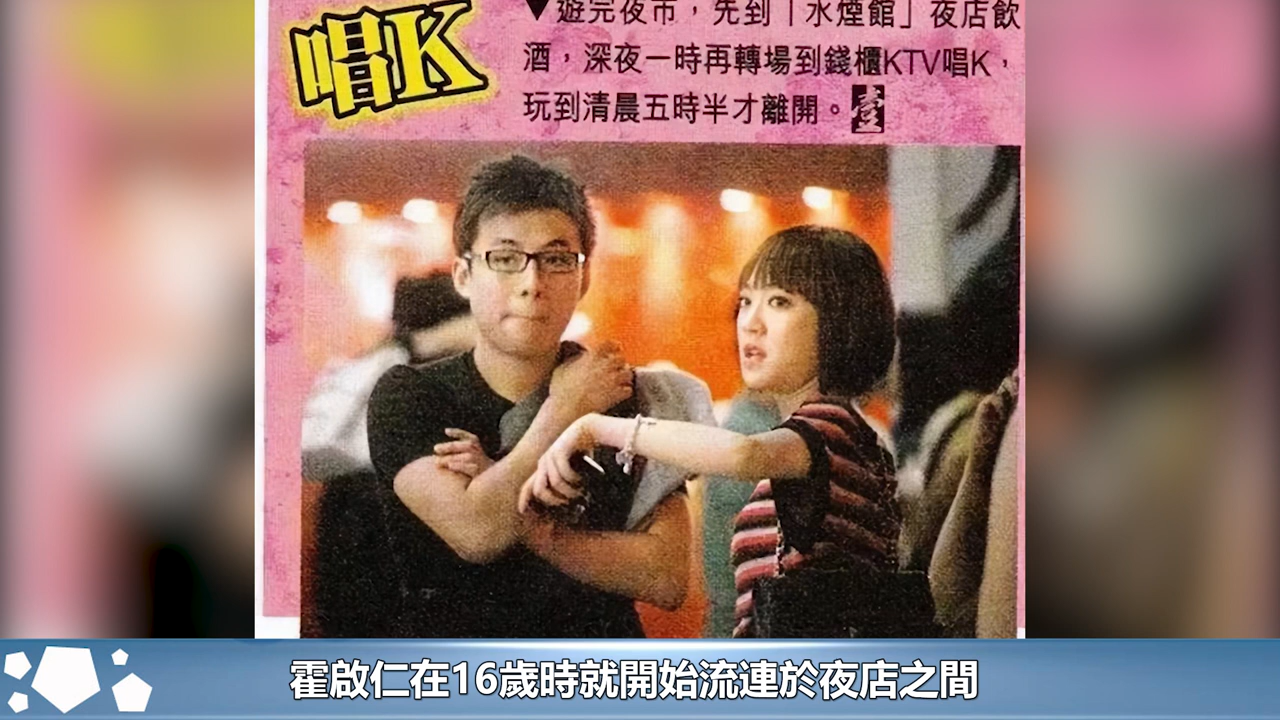 唱K
▼遊完夜市，先到「水煙館」夜店飲
酒，深夜一時再轉場到錢櫃KTV唱K，
玩到清晨五時半才離開。壹
霍啟仁在16歲時就開始流連於夜店之間